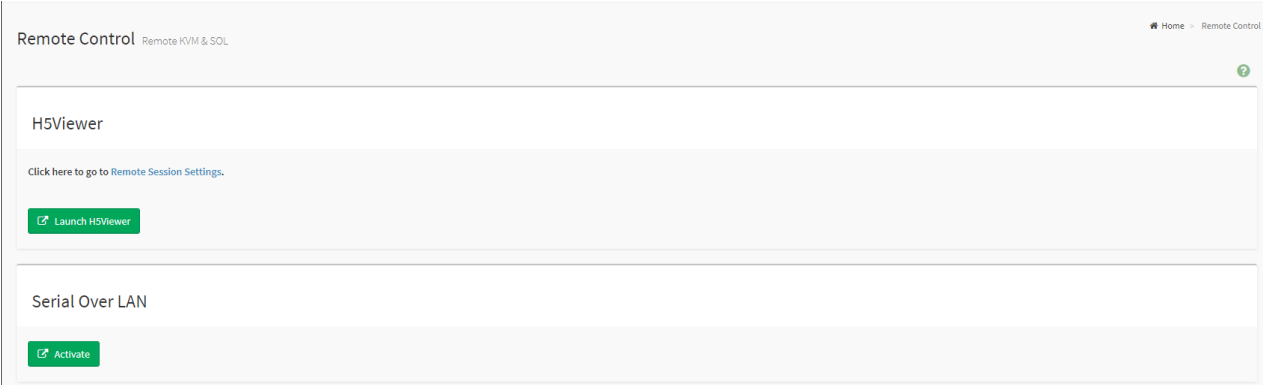 Home > Remote Control
Remote Control Remote KVM & SOL
?
H5Viewer
Click here to go to Remote Session Settings.
Launch H5Viewer
Serial Over LAN
Activate